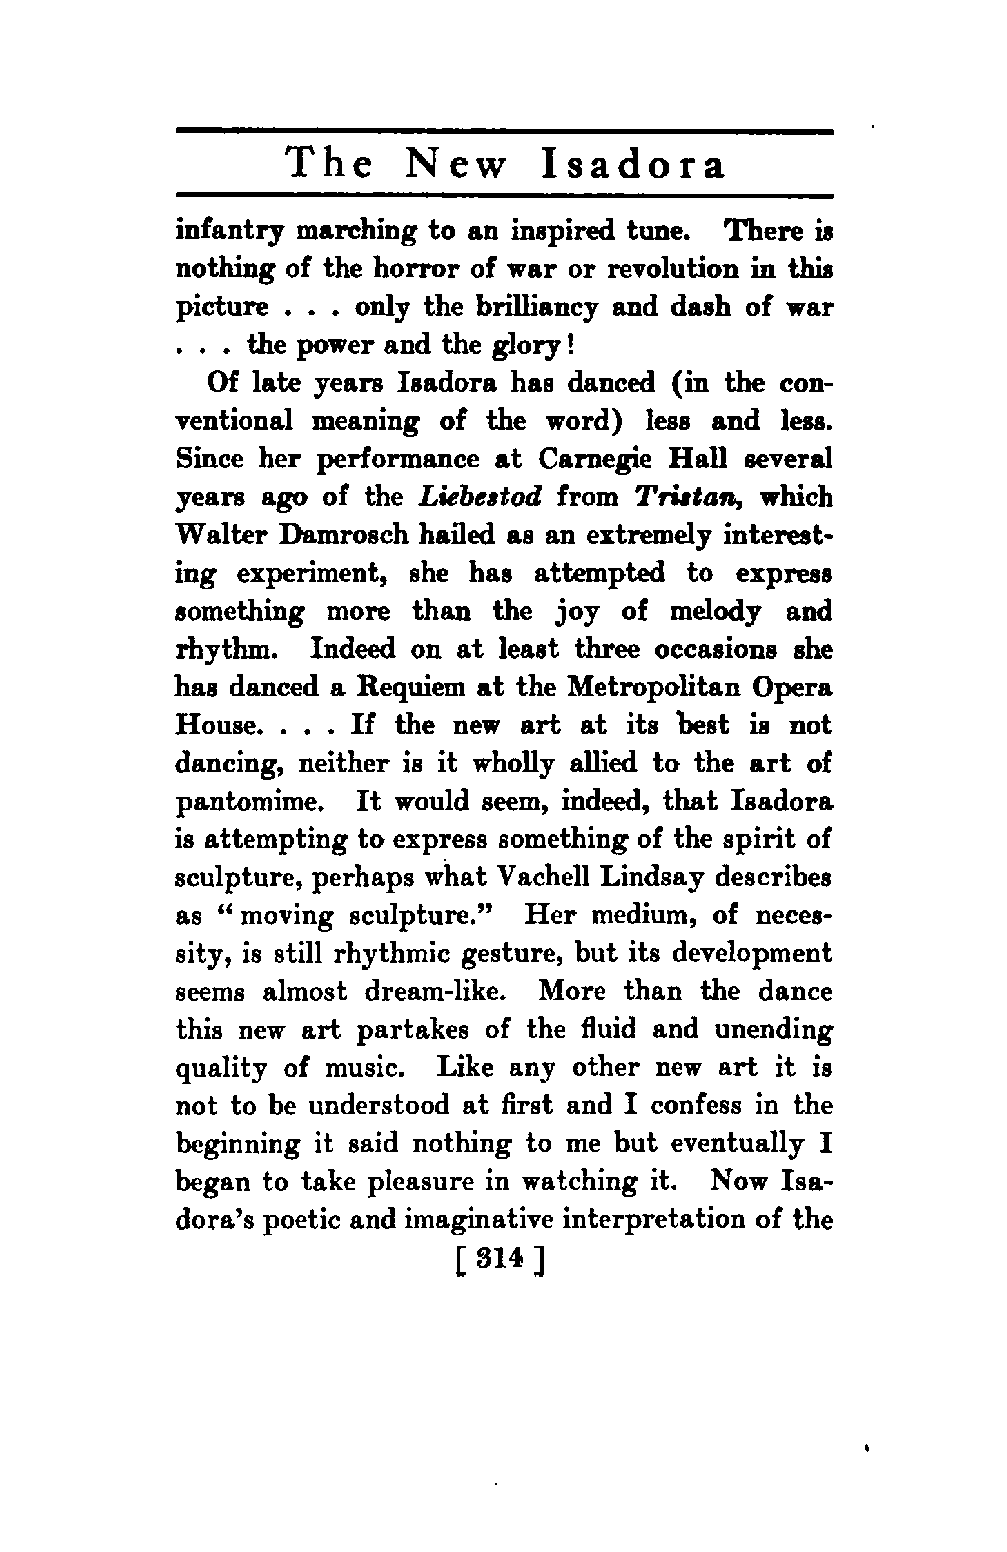 The New Isadora
infantry marching to an inspired tune. There is
nothing of the horror of war or revolution in this
picture . . . only the brilliancy and dash of war
. . . the power and the glory!
Of late years Isadora has danced (in the con-
ventional meaning of the word) less and less.
Since her performance at Carnegie Hall several
years ago of the Liebestod from Tristan, which
Walter Damrosch hailed as an extremely interest-
ing experiment, she has attempted to express
something more than the joy of melody and
rhythm. Indeed on at least three occasions she
has danced a Requiem at the Metropolitan Opera
House. . . . If the new art at its best is not
dancing, neither is it wholly allied to the art of
pantomime. It would seem, indeed, that Isadora
is attempting to express something of the spirit of
sculpture, perhaps what Vachell Lindsay describes
as “moving sculpture.” Her medium, of neces-
sity, is still rhythmic gesture, but its development
seems almost dream-like. More than the dance
this new art partakes of the fluid and unending
quality of music. Like any other new art it is
not to be understood at first and I confess in the
beginning it said nothing to me but eventually I
began to take pleasure in watching it. Now Isa-
dora's poetic and imaginative interpretation of the
[ 314 ]